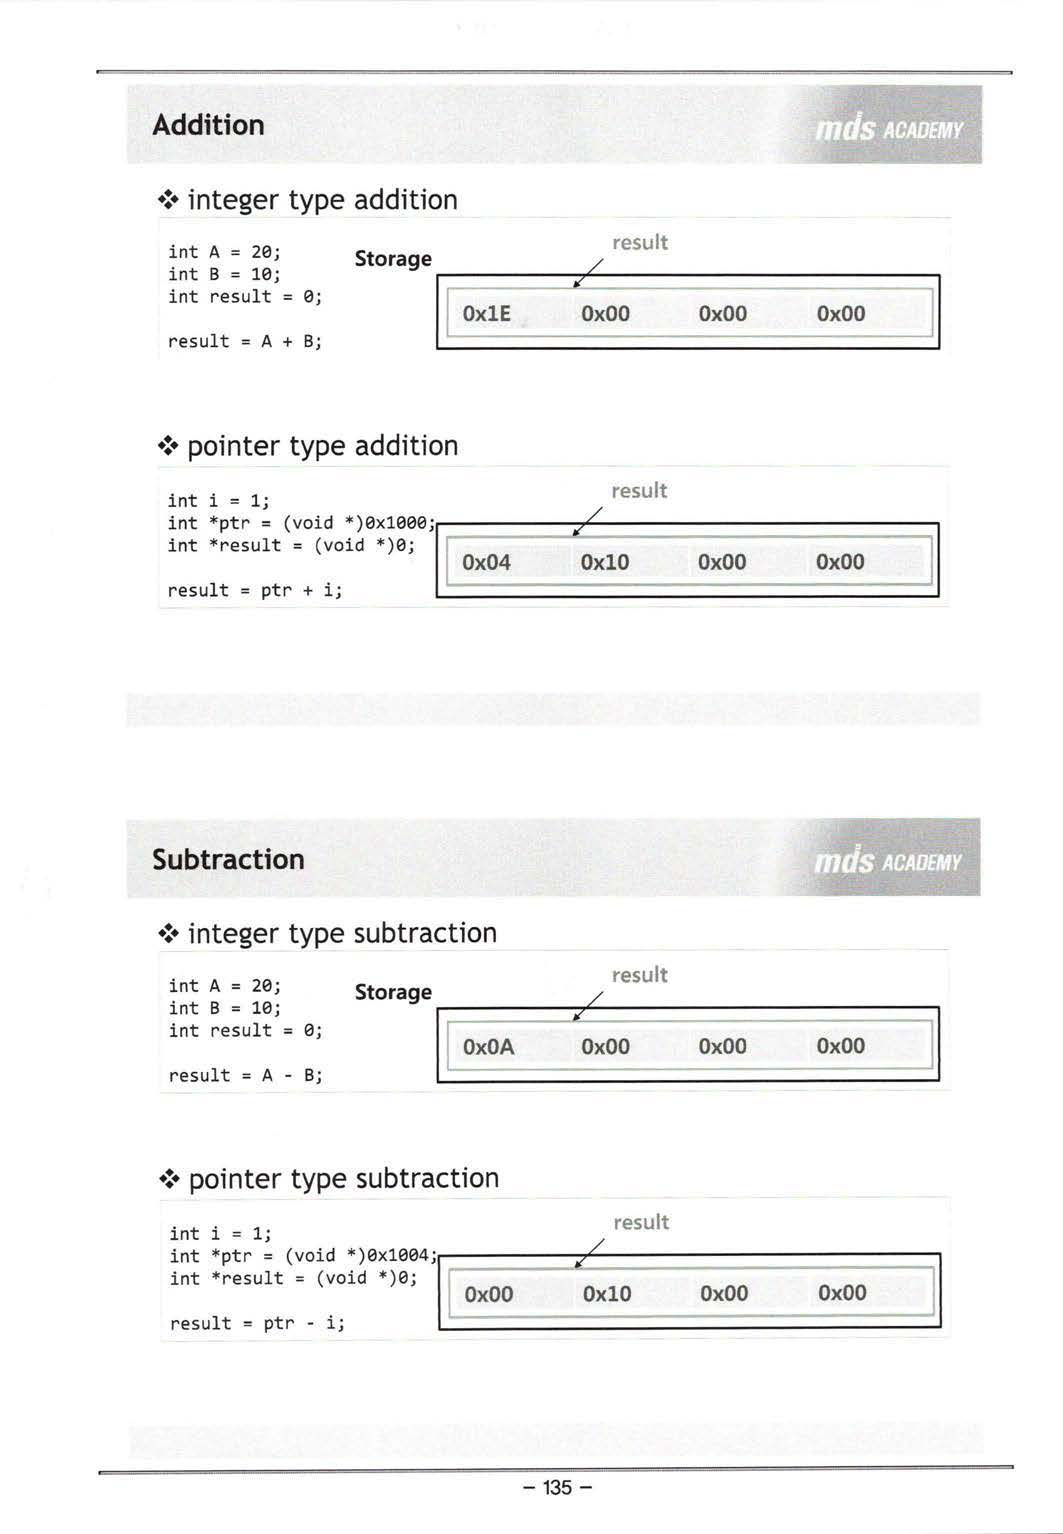 Addition
mds ACADEMY
❖ integer type addition
int A = 20;
int B = 10;
int result = 0;
result = A + B;
Storage
result
0x1E 0x00 0x00 0x00
❖ pointer type addition
int i = 1;
int *ptr = (void *)0x1000;
int *result = (void *)0;
result = ptr + i;
result
0x04 0x10 0x00 0x00
Subtraction
mds ACADEMY
❖ integer type subtraction
int A = 20;
int B = 10;
int result = 0;
result = A - B;
Storage
result
0x0A 0x00 0x00 0x00
❖ pointer type subtraction
int i = 1;
int *ptr = (void *)0x1004;
int *result = (void *)0;
result = ptr - i;
result
0x00 0x10 0x00 0x00
– 135 –